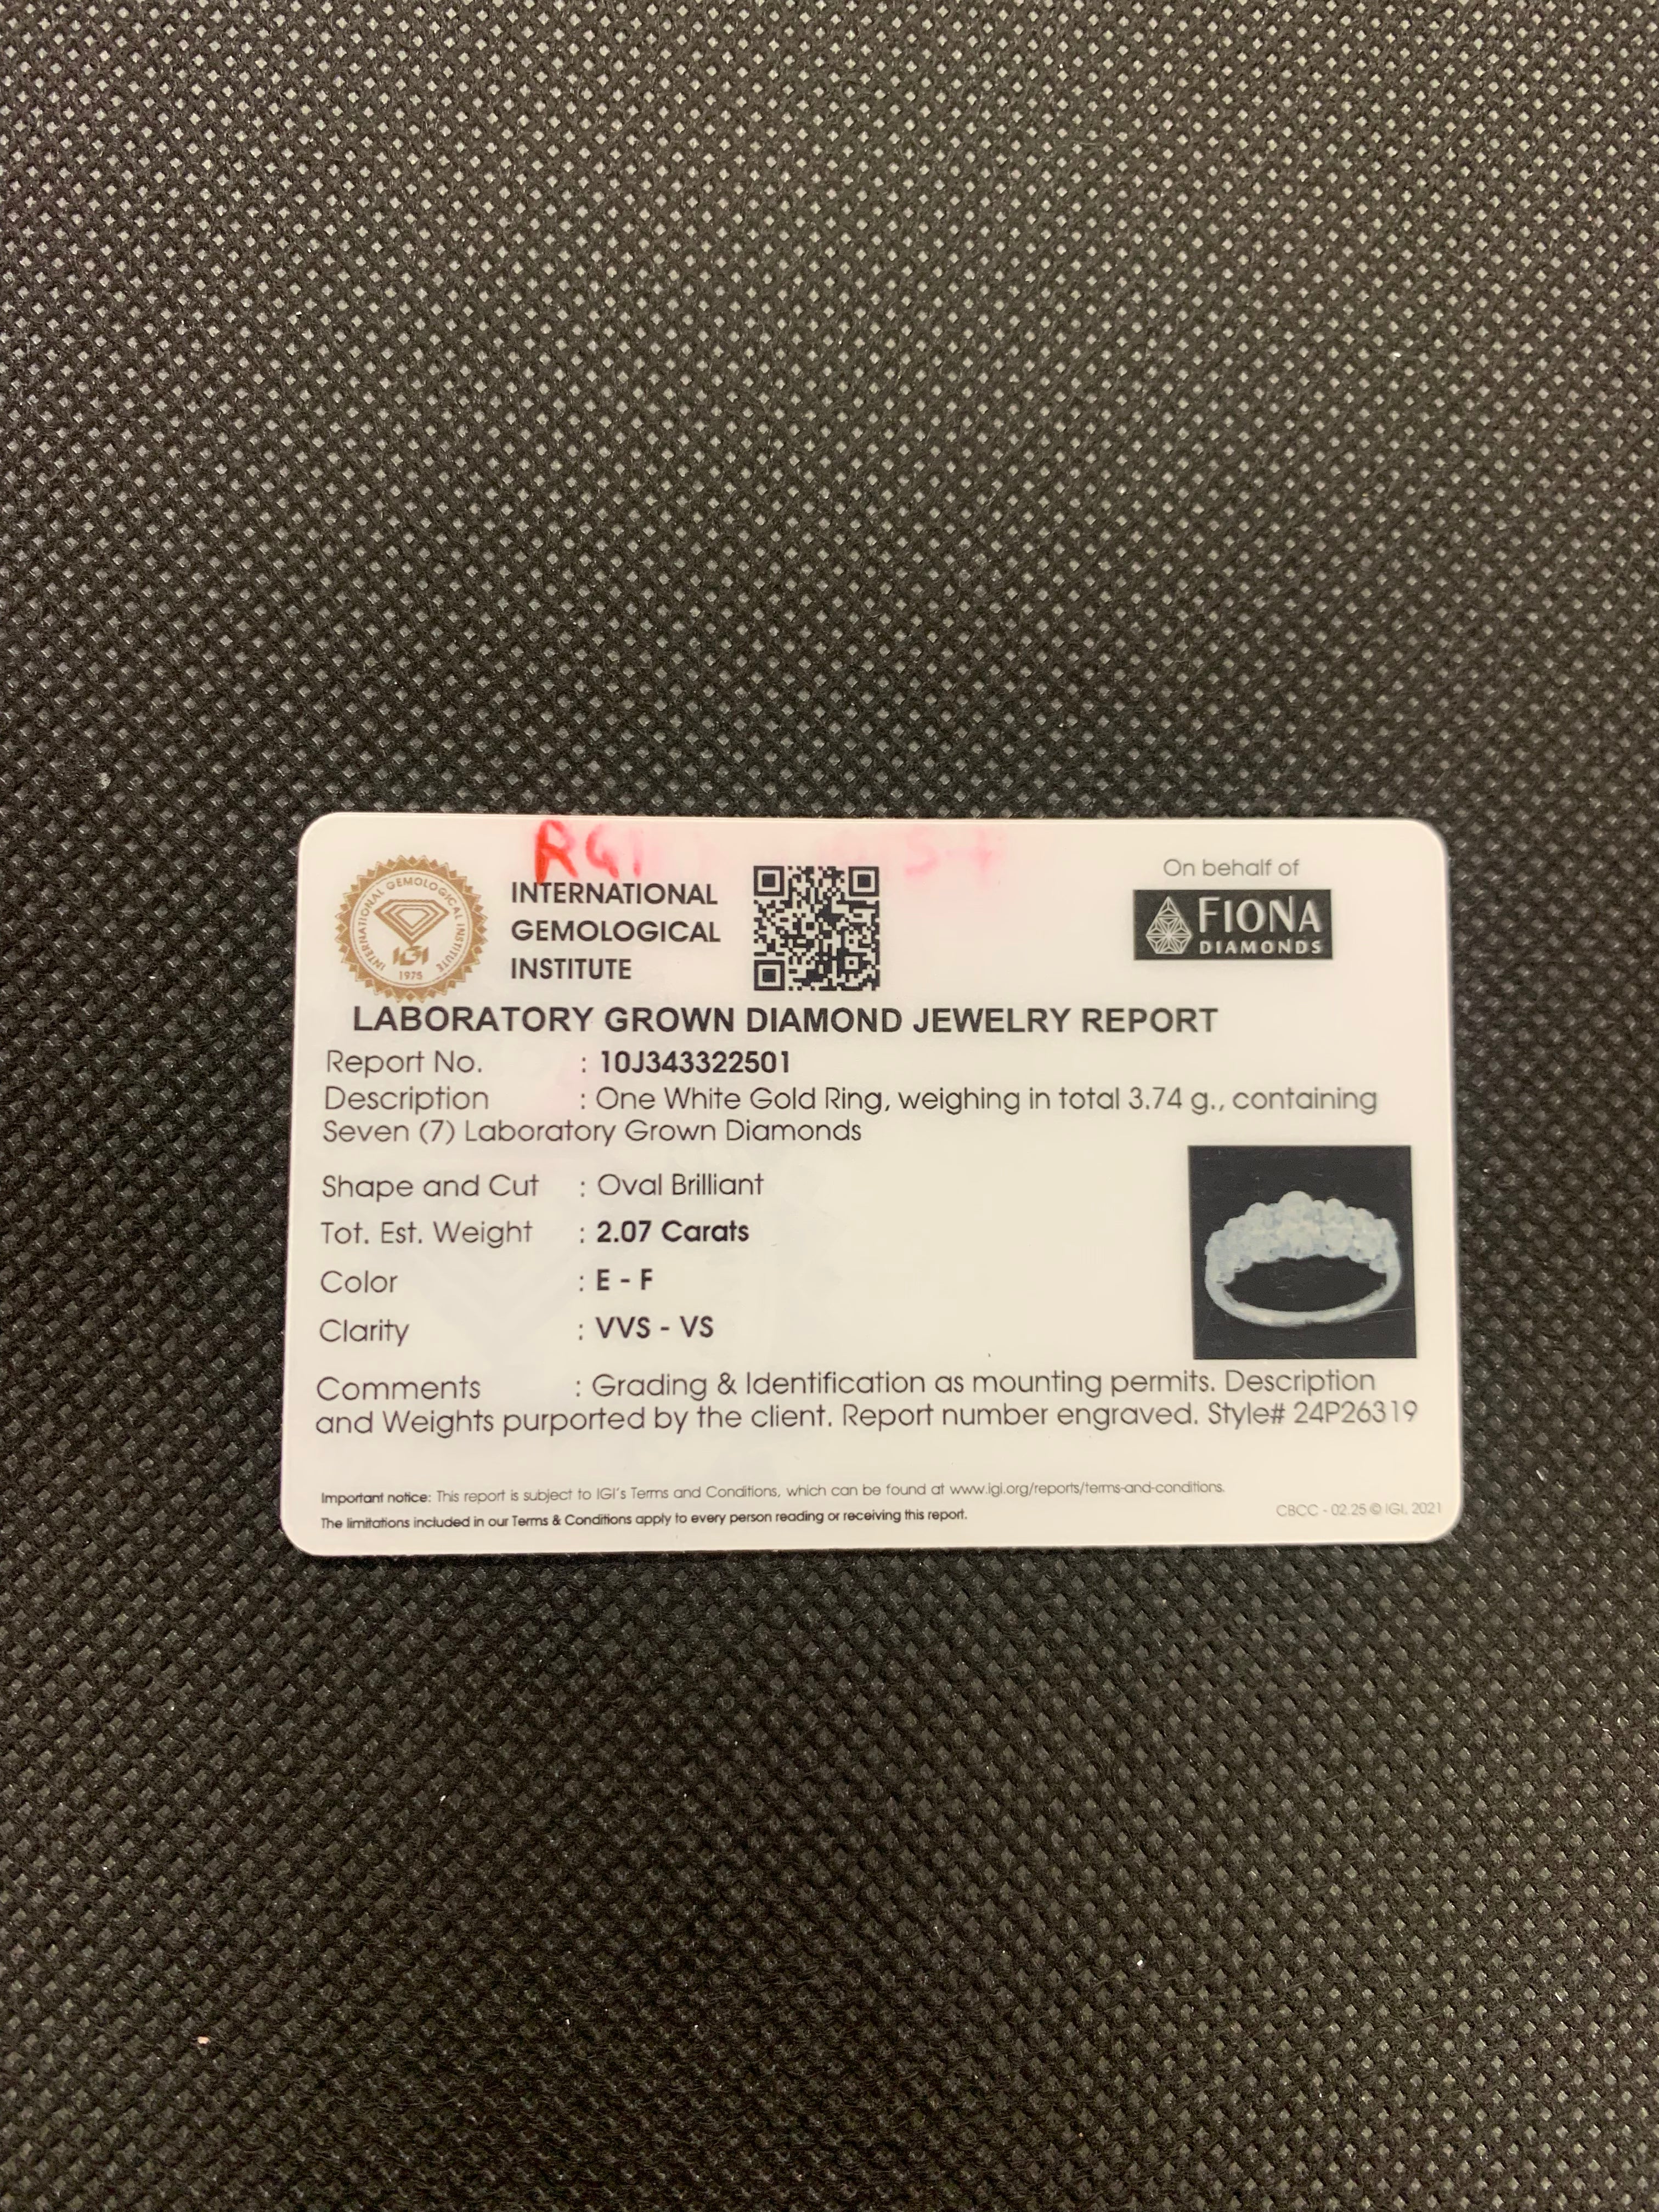 RGI
INTERNATIONAL GEMOLOGICAL INSTITUTE
IGI
1975
INTERNATIONAL
GEMOLOGICAL
INSTITUTE
On behalf of
FIONA
DIAMONDS
LABORATORY GROWN DIAMOND JEWELRY REPORT
Report No. : 10J343322501
Description : One White Gold Ring, weighing in total 3.74 g., containing
Seven (7) Laboratory Grown Diamonds
Shape and Cut : Oval Brilliant
Tot. Est. Weight : 2.07 Carats
Color : E - F
Clarity : VVS - VS
Comments : Grading & Identification as mounting permits. Description
and Weights purported by the client. Report number engraved. Style# 24P26319
Important notice: This report is subject to IGI's Terms and Conditions, which can be found at www.igi.org/reports/terms-and-conditions.
The limitations included in our Terms & Conditions apply to every person reading or receiving this report.
CBCC - 02.25 © IGI, 2021